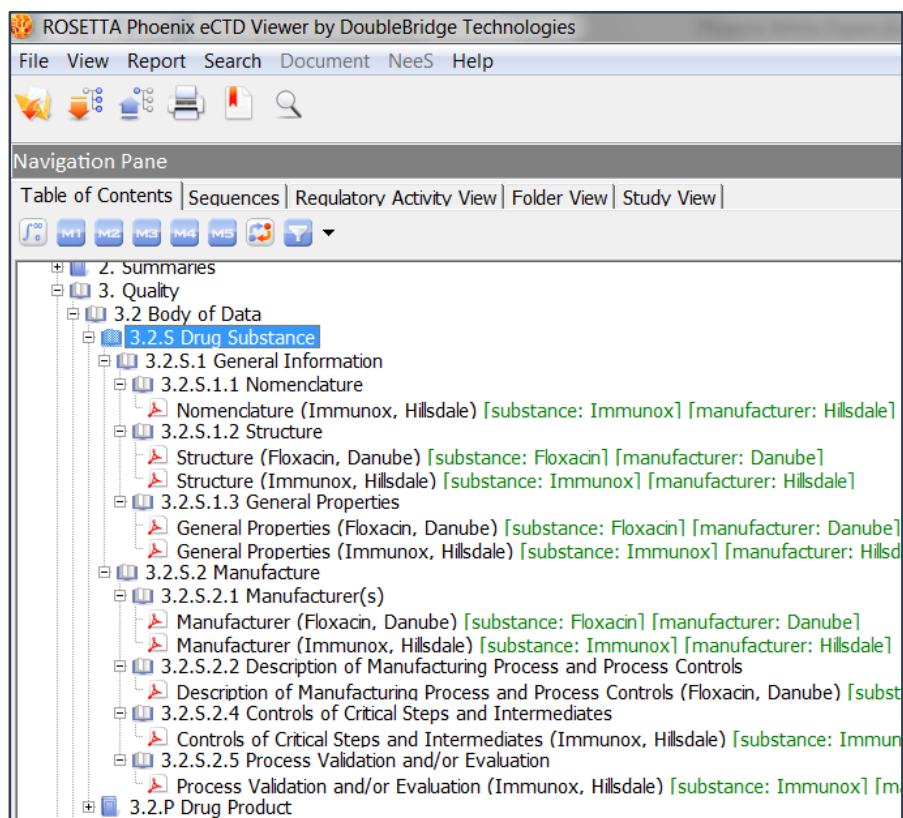 ROSETTA Phoenix eCTD Viewer by DoubleBridge Technologies
File View Report Search Document NeeS Help
Navigation Pane
Table of Contents Sequences Regulatory Activity View Folder View Study View
M1 M2 M3 M4 M5
2. Summaries
3. Quality
3.2 Body of Data
3.2.S Drug Substance
3.2.S.1 General Information
3.2.S.1.1 Nomenclature
Nomenclature (Immunox, Hillsdale) [substance: Immunox] [manufacturer: Hillsdale]
3.2.S.1.2 Structure
Structure (Floxacin, Danube) [substance: Floxacin] [manufacturer: Danube]
Structure (Immunox, Hillsdale) [substance: Immunox] [manufacturer: Hillsdale]
3.2.S.1.3 General Properties
General Properties (Floxacin, Danube) [substance: Floxacin] [manufacturer: Danube]
General Properties (Immunox, Hillsdale) [substance: Immunox] [manufacturer: Hillsd
3.2.S.2 Manufacture
3.2.S.2.1 Manufacturer(s)
Manufacturer (Floxacin, Danube) [substance: Floxacin] [manufacturer: Danube]
Manufacturer (Immunox, Hillsdale) [substance: Immunox] [manufacturer: Hillsdale]
3.2.S.2.2 Description of Manufacturing Process and Process Controls
Description of Manufacturing Process and Process Controls (Floxacin, Danube) [subst
3.2.S.2.4 Controls of Critical Steps and Intermediates
Controls of Critical Steps and Intermediates (Immunox, Hillsdale) [substance: Immun
3.2.S.2.5 Process Validation and/or Evaluation
Process Validation and/or Evaluation (Immunox, Hillsdale) [substance: Immunox] [m
3.2.P Drug Product